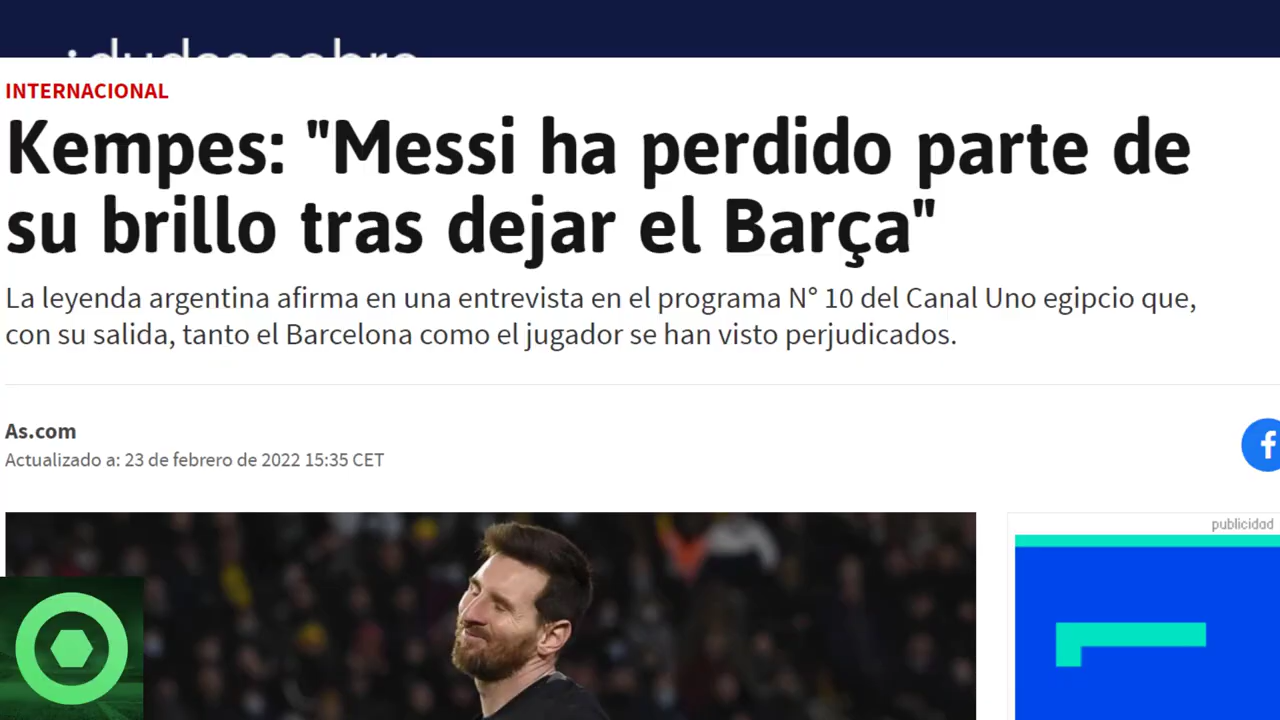 ¿dudas sobre
INTERNACIONAL
Kempes: "Messi ha perdido parte de
su brillo tras dejar el Barça"
La leyenda argentina afirma en una entrevista en el programa N° 10 del Canal Uno egipcio que,
con su salida, tanto el Barcelona como el jugador se han visto perjudicados.
As.com
Actualizado a: 23 de febrero de 2022 15:35 CET
publicidad